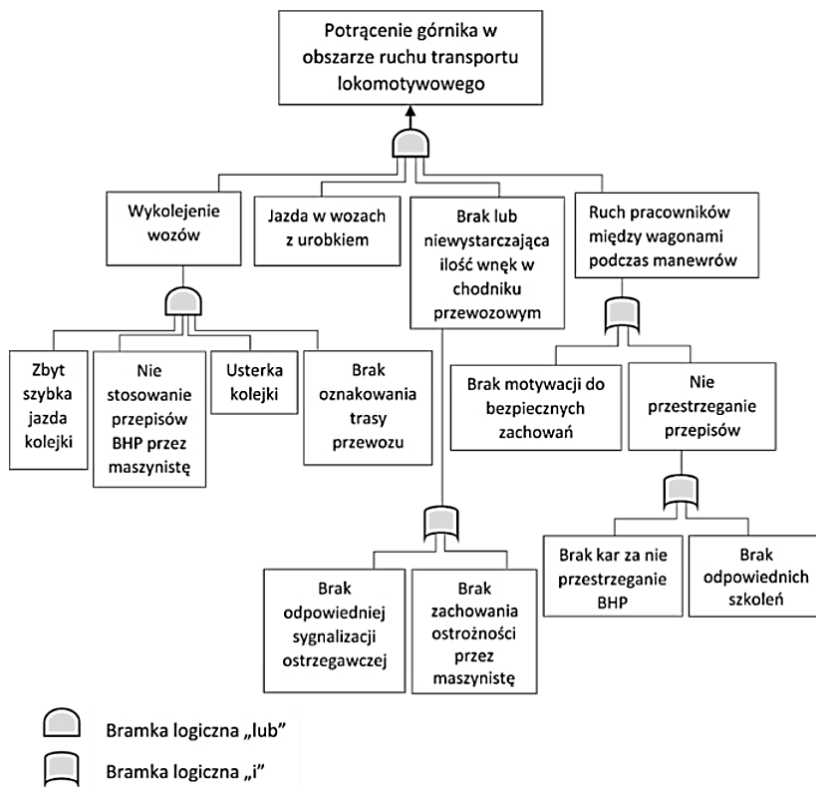 Potrącenie górnika w
obszarze ruchu transportu
lokomotywowego
Wykolejenie
wozów
Jazda w wozach
z urobkiem
Brak lub
niewystarczająca
ilość wnęk w
chodniku
przewozowym
Ruch pracowników
między wagonami
podczas manewrów
Zbyt
szybka
jazda
kolejki
Nie
stosowanie
przepisów
BHP przez
maszynistę
Usterka
kolejki
Brak
oznakowania
trasy
przewozu
Brak motywacji do
bezpiecznych
zachowań
Nie
przestrzeganie
przepisów
Brak
odpowiedniej
sygnalizacji
ostrzegawczej
Brak
zachowania
ostrożności
przez
maszynistę
Brak kar za nie
przestrzeganie
BHP
Brak
odpowiednich
szkoleń
Bramka logiczna „lub”
Bramka logiczna „i”